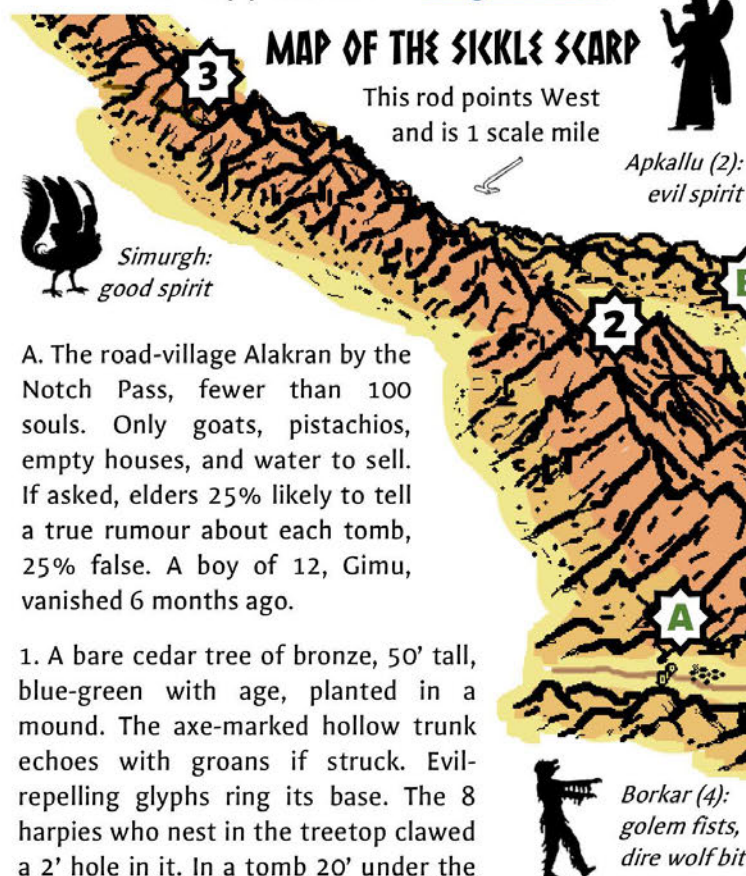 MAP OF THE SICKLE SCARP
3
This rod points West
and is 1 scale mile
Apkallu (2):
evil spirit
Simurgh:
good spirit
2
A. The road-village Alakran by the
Notch Pass, fewer than 100
souls. Only goats, pistachios,
empty houses, and water to sell.
If asked, elders 25% likely to tell
a true rumour about each tomb,
25% false. A boy of 12, Gimu,
vanished 6 months ago.
A
1. A bare cedar tree of bronze, 50' tall,
blue-green with age, planted in a
mound. The axe-marked hollow trunk
echoes with groans if struck. Evil-
repelling glyphs ring its base. The 8
harpies who nest in the treetop clawed
a 2' hole in it. In a tomb 20' under the
Borkar (4):
golem fists,
dire wolf bit